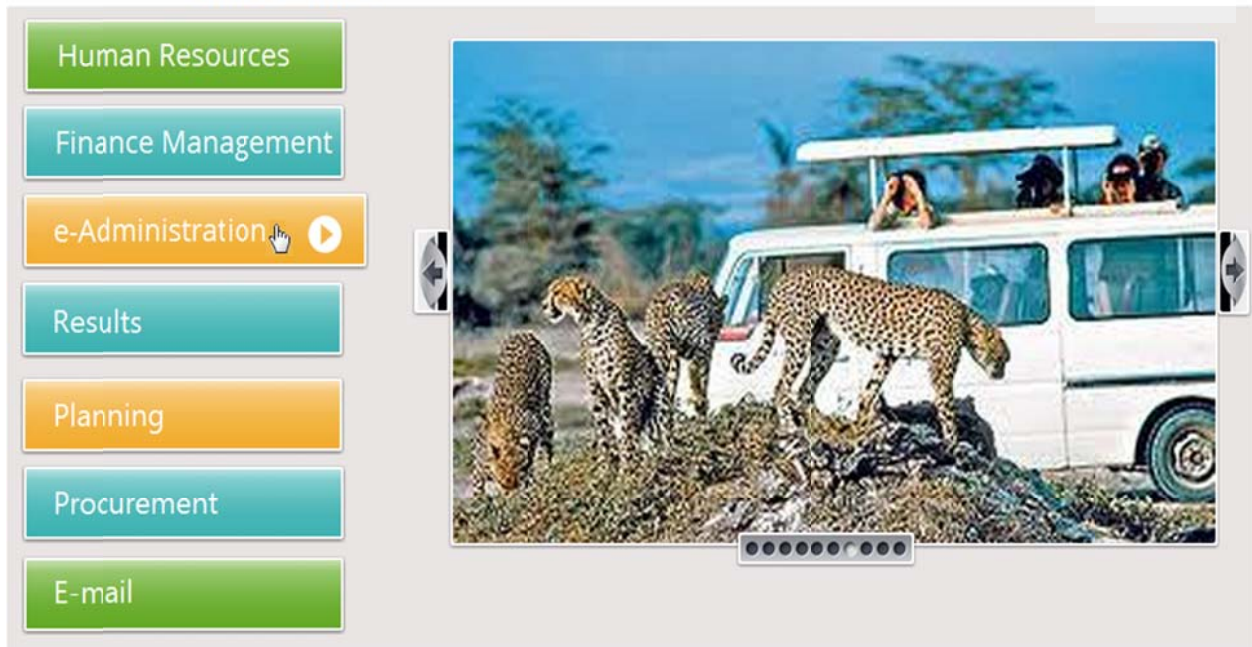 Human Resources
Finance Management
e-Administration
Results
Planning
Procurement
E-mail